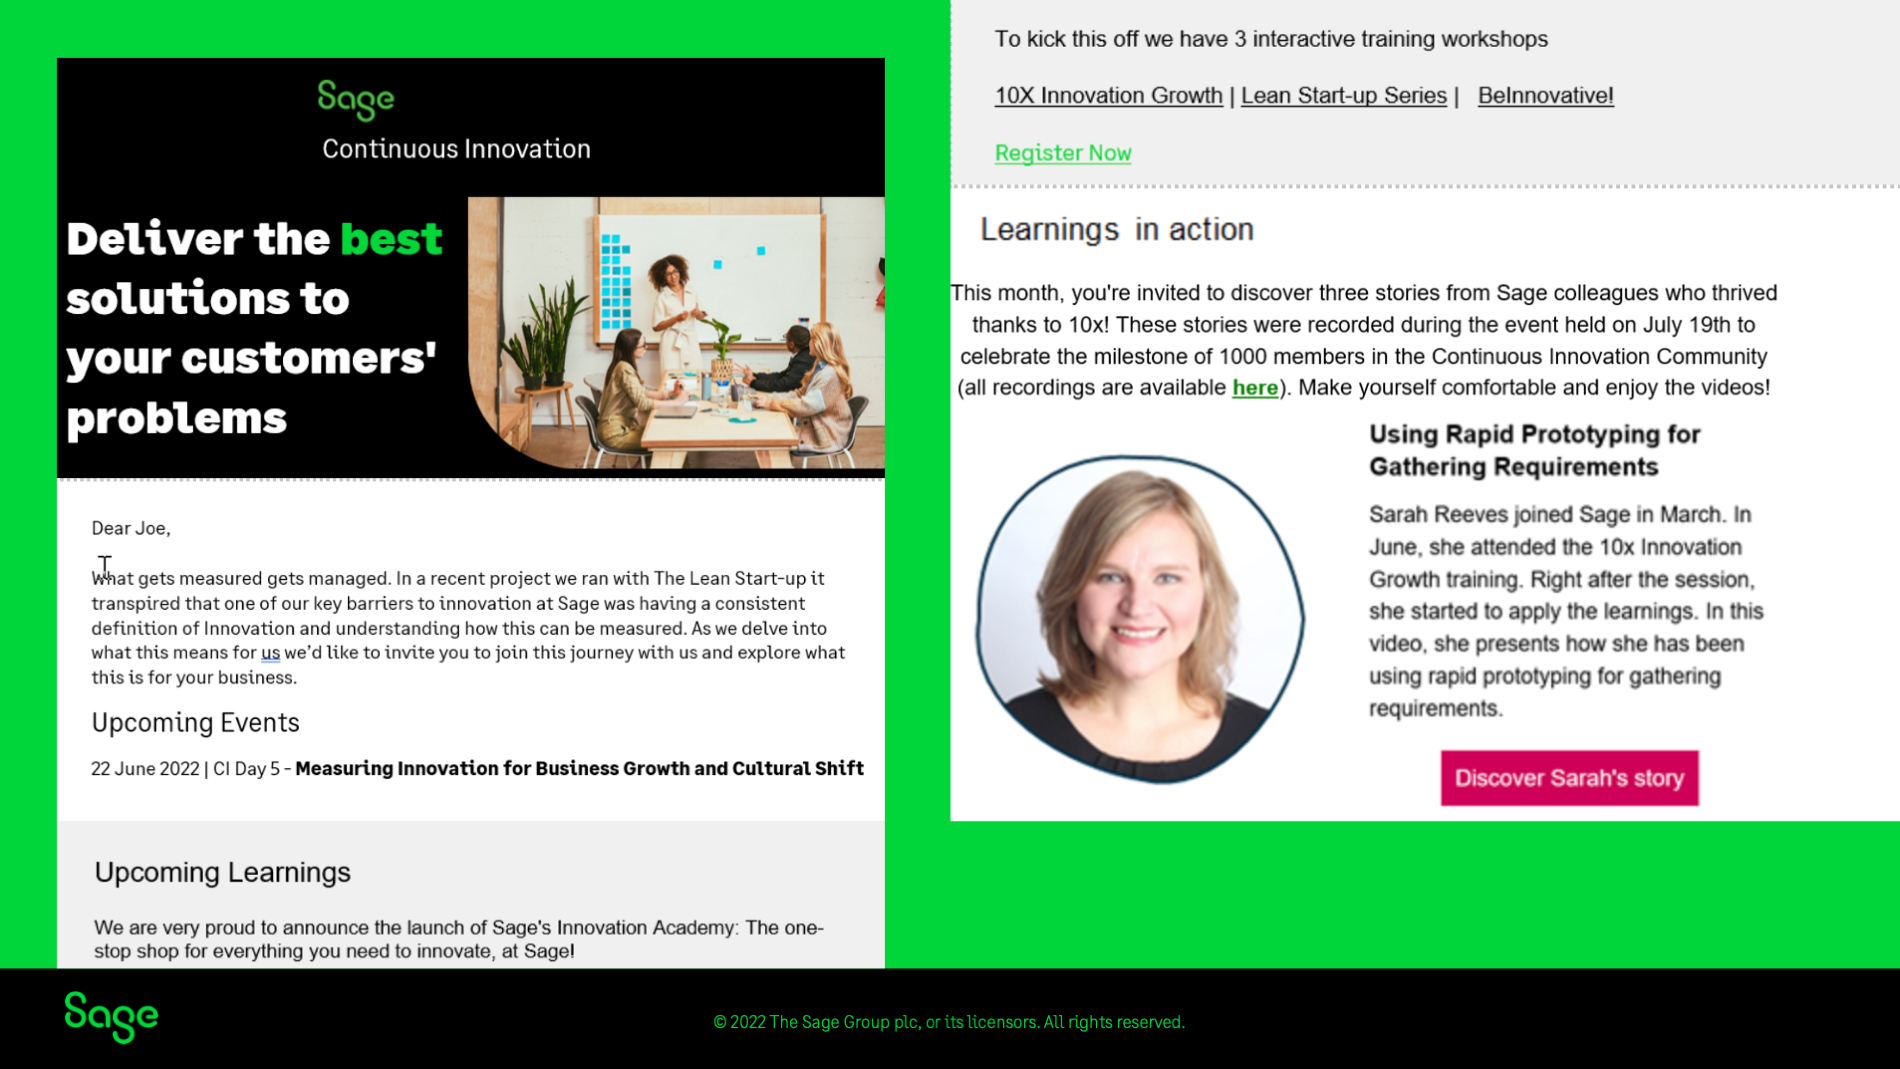 Sage
Continuous Innovation
Deliver the best
solutions to
your customers'
problems
Dear Joe,
What gets measured gets managed. In a recent project we ran with The Lean Start-up it
transpired that one of our key barriers to innovation at Sage was having a consistent
definition of Innovation and understanding how this can be measured. As we delve into
what this means for us we'd like to invite you to join this journey with us and explore what
this is for your business.
Upcoming Events
22 June 2022 | CI Day 5 - Measuring Innovation for Business Growth and Cultural Shift
Upcoming Learnings
We are very proud to announce the launch of Sage's Innovation Academy: The one-
stop shop for everything you need to innovate, at Sage!
To kick this off we have 3 interactive training workshops
10X Innovation Growth | Lean Start-up Series | BeInnovative!
Register Now
Learnings in action
This month, you're invited to discover three stories from Sage colleagues who thrived
thanks to 10x! These stories were recorded during the event held on July 19th to
celebrate the milestone of 1000 members in the Continuous Innovation Community
(all recordings are available here). Make yourself comfortable and enjoy the videos!
Using Rapid Prototyping for
Gathering Requirements
Sarah Reeves joined Sage in March. In
June, she attended the 10x Innovation
Growth training. Right after the session,
she started to apply the learnings. In this
video, she presents how she has been
using rapid prototyping for gathering
requirements.
Discover Sarah's story
Sage
© 2022 The Sage Group plc, or its licensors. All rights reserved.